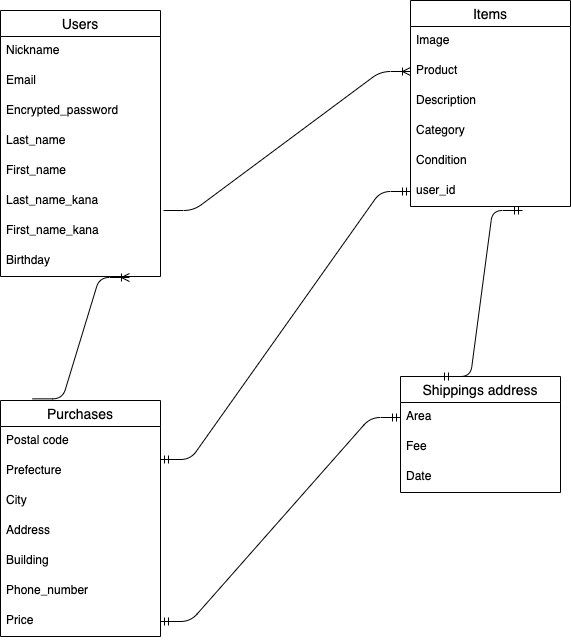 Users
Nickname
Email
Encrypted_password
Last_name
First_name
Last_name_kana
First_name_kana
Birthday
Items
Image
Product
Description
Category
Condition
user_id
Purchases
Postal code
Prefecture
City
Address
Building
Phone_number
Price
Shippings address
Area
Fee
Date